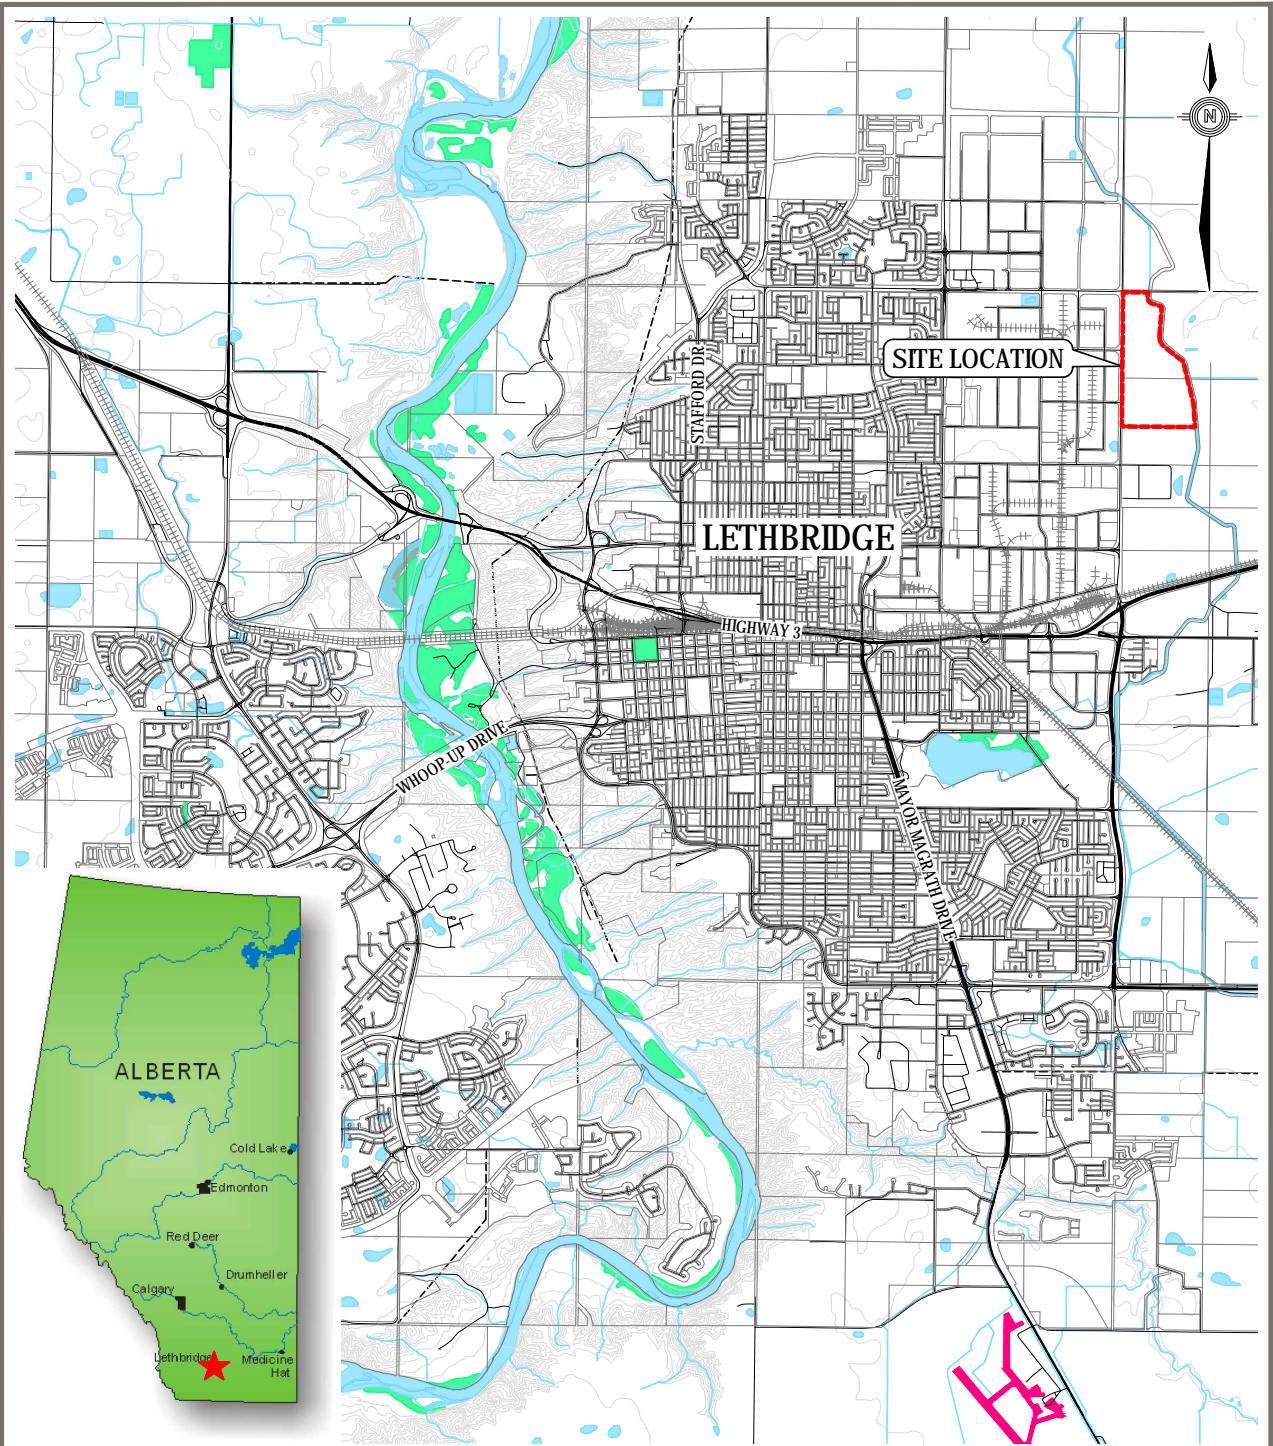 N
SITE LOCATION
STAFFORD DR.
LETHBRIDGE
HIGHWAY 3
WHOOP-UP DRIVE
MAYOR MAGRATH DRIVE
ALBERTA
Cold Lake
Edmonton
Red Deer
Drumheller
Calgary
Lethbridge
Medicine
Hat